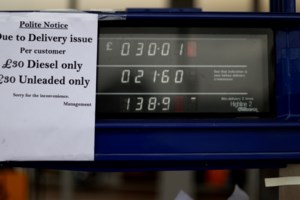 Polite Notice
Due to Delivery issue
Per customer
£30 Diesel only
£30 Unleaded only
Sorry for the inconvenience
Management
£ 030.01
021.60
138.9